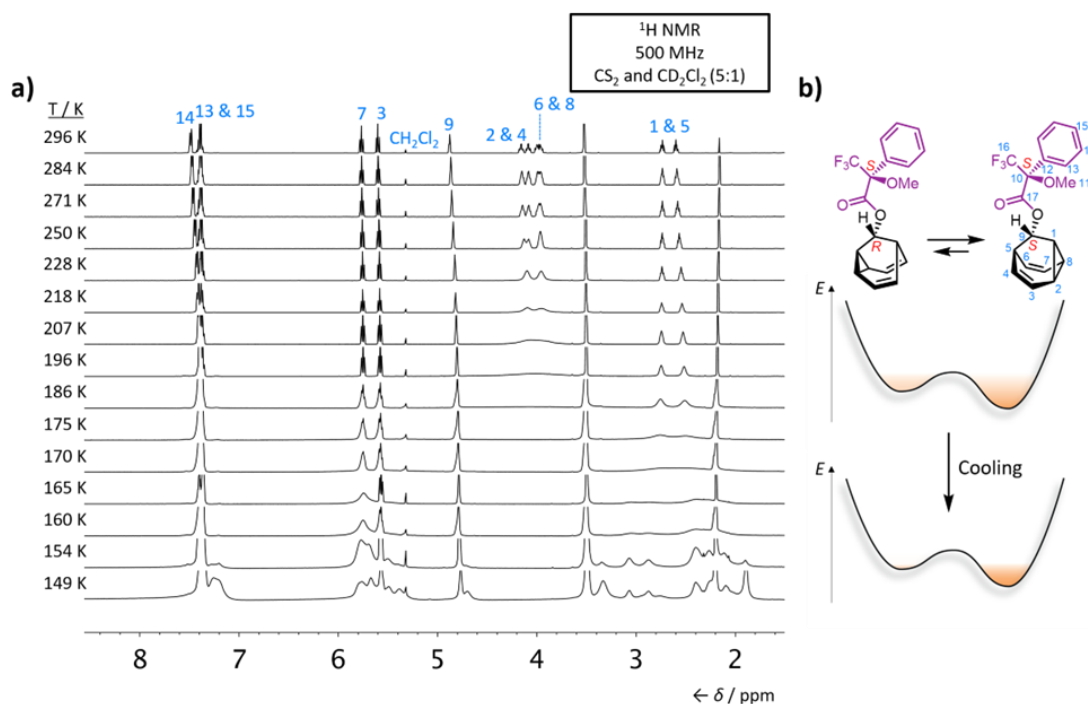 ¹H NMR
500 MHz
CS₂ and CD₂Cl₂ (5:1)
a)
T / K
14
13 & 15
7
3
CH₂Cl₂
9
2 & 4
6 & 8
1 & 5
296 K
284 K
271 K
250 K
228 K
218 K
207 K
196 K
186 K
175 K
170 K
165 K
160 K
154 K
149 K
8
7
6
5
4
3
2
← δ / ppm
b)
F₃C
S
OMe
O
O
H
R
15
16
F₃C
S
12
13
10
OMe
11
O
17
O
H
9
S
1
5
6
7
8
4
3
2
E
Cooling
E